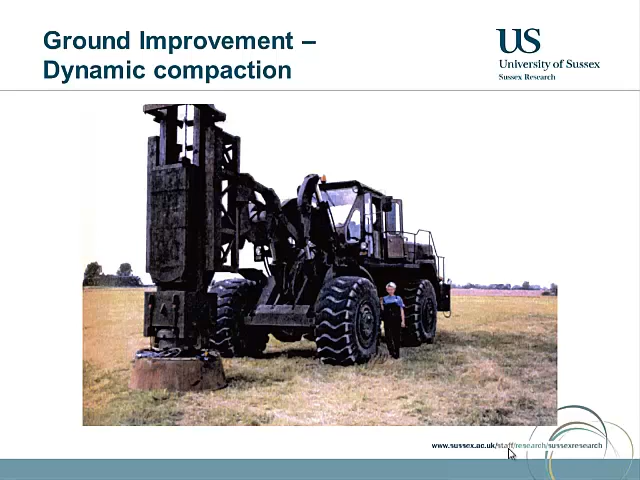 Ground Improvement –
Dynamic compaction
US
University of Sussex
Sussex Research
www.sussex.ac.uk/staff/research/sussexresearch